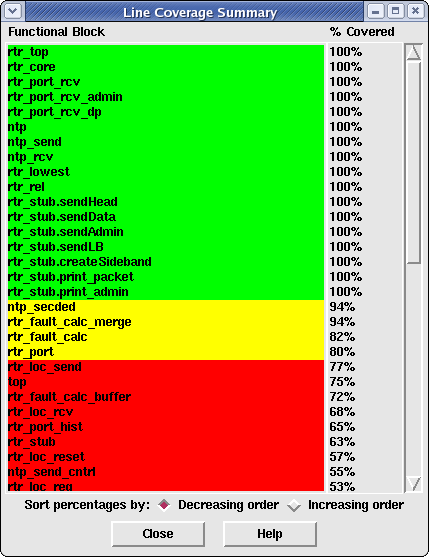 Line Coverage Summary
Functional Block % Covered
rtr_top 100%
rtr_core 100%
rtr_port_rcv 100%
rtr_port_rcv_admin 100%
rtr_port_rcv_dp 100%
ntp 100%
ntp_send 100%
ntp_rcv 100%
rtr_lowest 100%
rtr_rel 100%
rtr_stub.sendHead 100%
rtr_stub.sendData 100%
rtr_stub.sendAdmin 100%
rtr_stub.sendLB 100%
rtr_stub.createSideband 100%
rtr_stub.print_packet 100%
rtr_stub.print_admin 100%
ntp_secded 94%
rtr_fault_calc_merge 94%
rtr_fault_calc 82%
rtr_port 80%
rtr_loc_send 77%
top 75%
rtr_fault_calc_buffer 72%
rtr_loc_rcv 68%
rtr_port_hist 65%
rtr_stub 63%
rtr_loc_reset 57%
ntp_send_cntrl 55%
rtr_loc_req 53%
Sort percentages by: Decreasing order Increasing order
Close Help